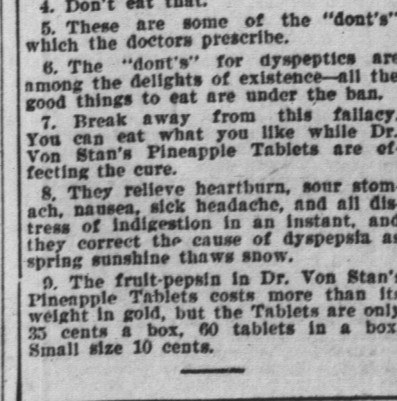 4. Don't eat that.
5. These are some of the "dont's"
which the doctors prescribe.
6. The "dont's" for dyspeptics are
among the delights of existence—all the
good things to eat are under the ban.
7. Break away from this fallacy.
You can eat what you like while Dr.
Von Stan's Pineapple Tablets are ef-
fecting the cure.
8. They relieve heartburn, sour stom-
ach, nausea, sick headache, and all dis-
tress of indigestion in an instant, and
they correct the cause of dyspepsia as
spring sunshine thaws snow.
9. The fruit-pepsin in Dr. Von Stan's
Pineapple Tablets costs more than its
weight in gold, but the Tablets are only
35 cents a box, 60 tablets in a box
Small size 10 cents.